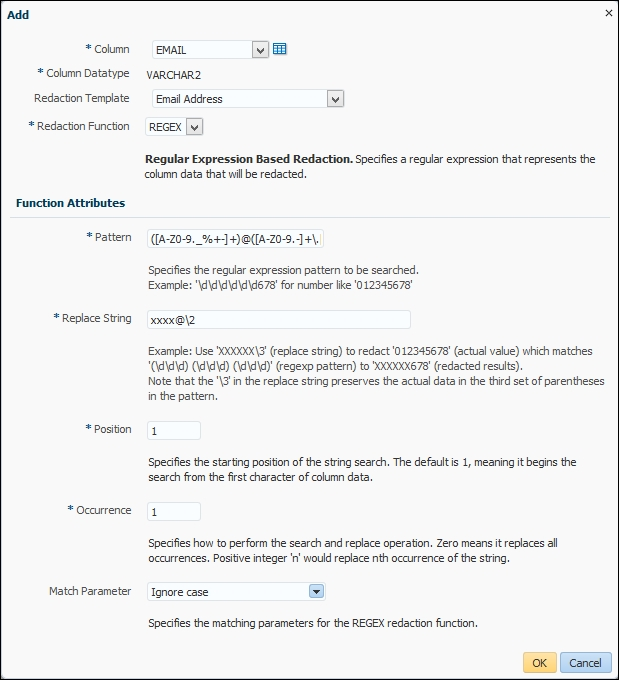 Add
* Column EMAIL
* Column Datatype VARCHAR2
Redaction Template Email Address
* Redaction Function REGEX
Regular Expression Based Redaction. Specifies a regular expression that represents the
column data that will be redacted.
Function Attributes
* Pattern ([A-Z0-9._%+-]+)@([A-Z0-9.-]+\.
Specifies the regular expression pattern to be searched.
Example: '\d\d\d\d\d\d678' for number like '012345678'
* Replace String xxxx@\2
Example: Use 'XXXXXX\3' (replace string) to redact '012345678' (actual value) which matches
'(\d\d\d) (\d\d\d) (\d\d\d)' (regexp pattern) to 'XXXXXX678' (redacted results).
Note that the '\3' in the replace string preserves the actual data in the third set of parentheses
in the pattern.
* Position 1
Specifies the starting position of the string search. The default is 1, meaning it begins the
search from the first character of column data.
* Occurrence 1
Specifies how to perform the search and replace operation. Zero means it replaces all
occurrences. Positive integer 'n' would replace nth occurrence of the string.
Match Parameter Ignore case
Specifies the matching parameters for the REGEX redaction function.
OK Cancel